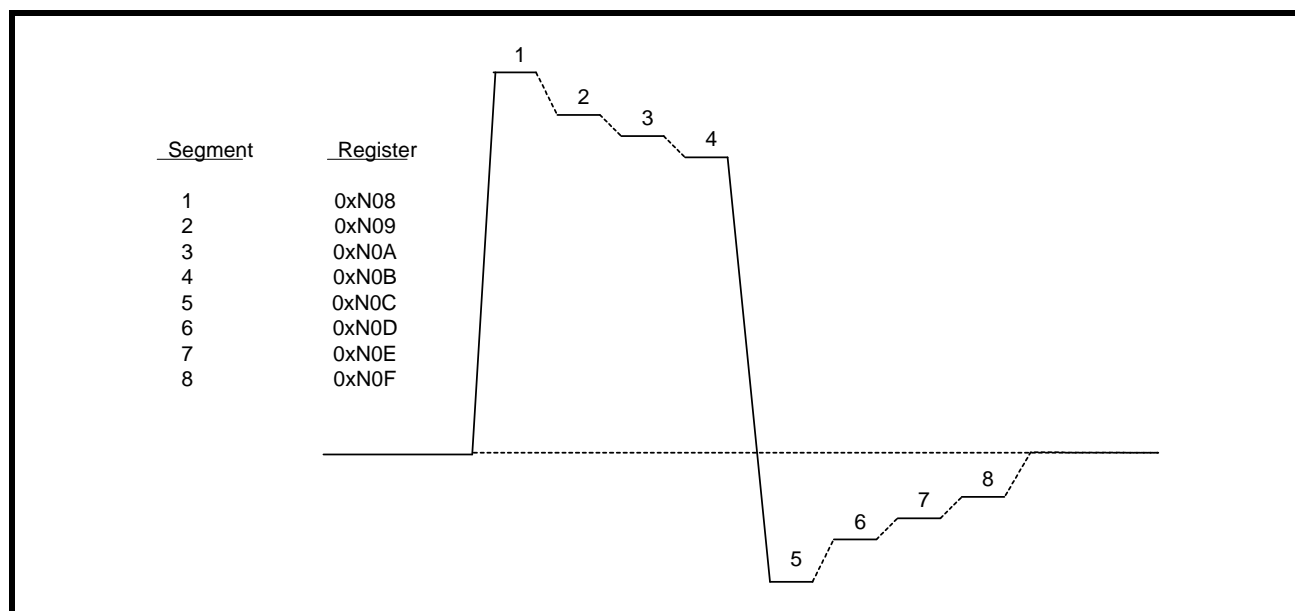 Segment Register
1 0xN08
2 0xN09
3 0xN0A
4 0xN0B
5 0xN0C
6 0xN0D
7 0xN0E
8 0xN0F
1
2
3
4
5
6
7
8